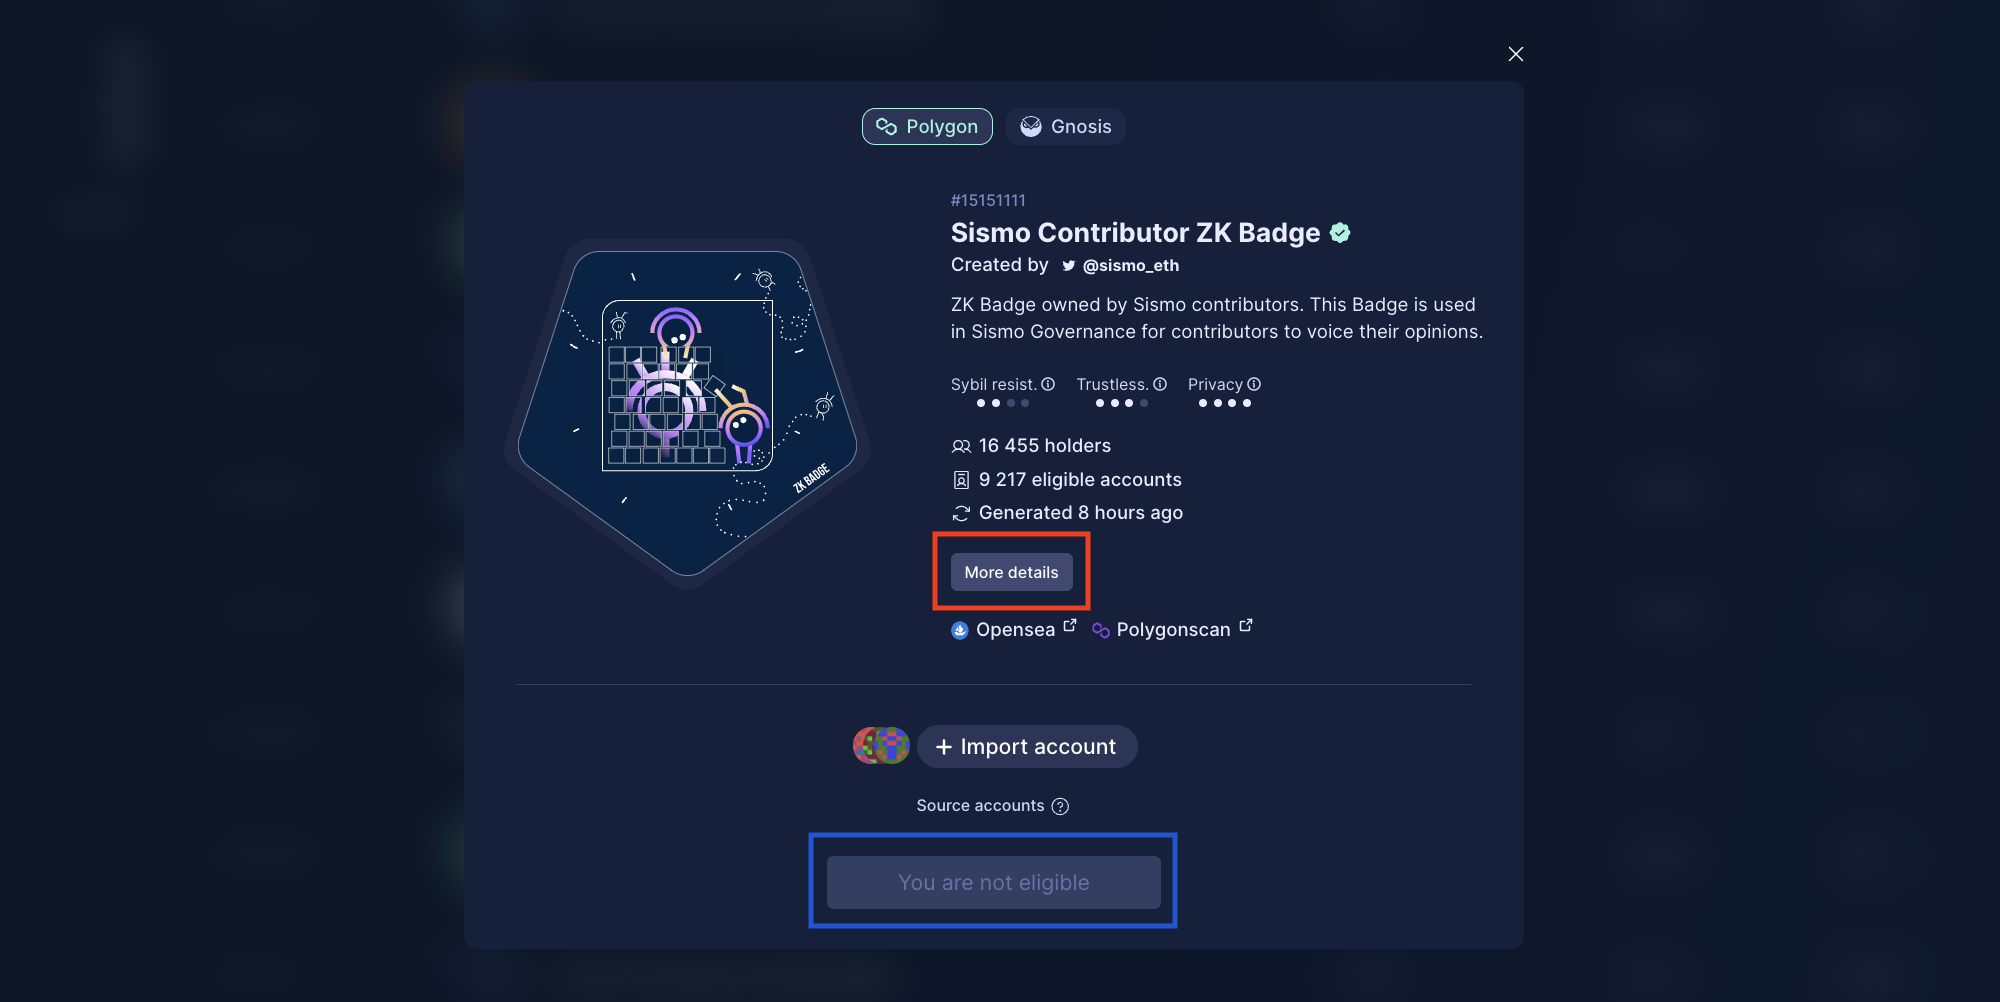 Polygon
Gnosis
#15151111
Sismo Contributor ZK Badge
Created by @sismo_eth
ZK Badge owned by Sismo contributors. This Badge is used
in Sismo Governance for contributors to voice their opinions.
Sybil resist. Trustless. Privacy
16 455 holders
9 217 eligible accounts
Generated 8 hours ago
More details
Opensea Polygonscan
ZK BADGE
+ Import account
Source accounts
You are not eligible